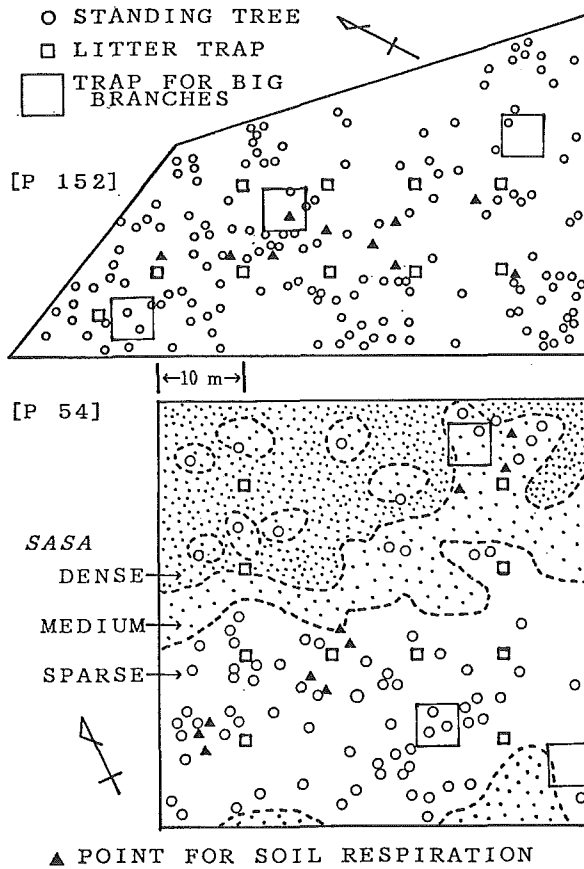 STANDING TREE
LITTER TRAP
TRAP FOR BIG
BRANCHES
[P 152]
10 m
[P 54]
SASA
DENSE
MEDIUM
SPARSE
POINT FOR SOIL RESPIRATION